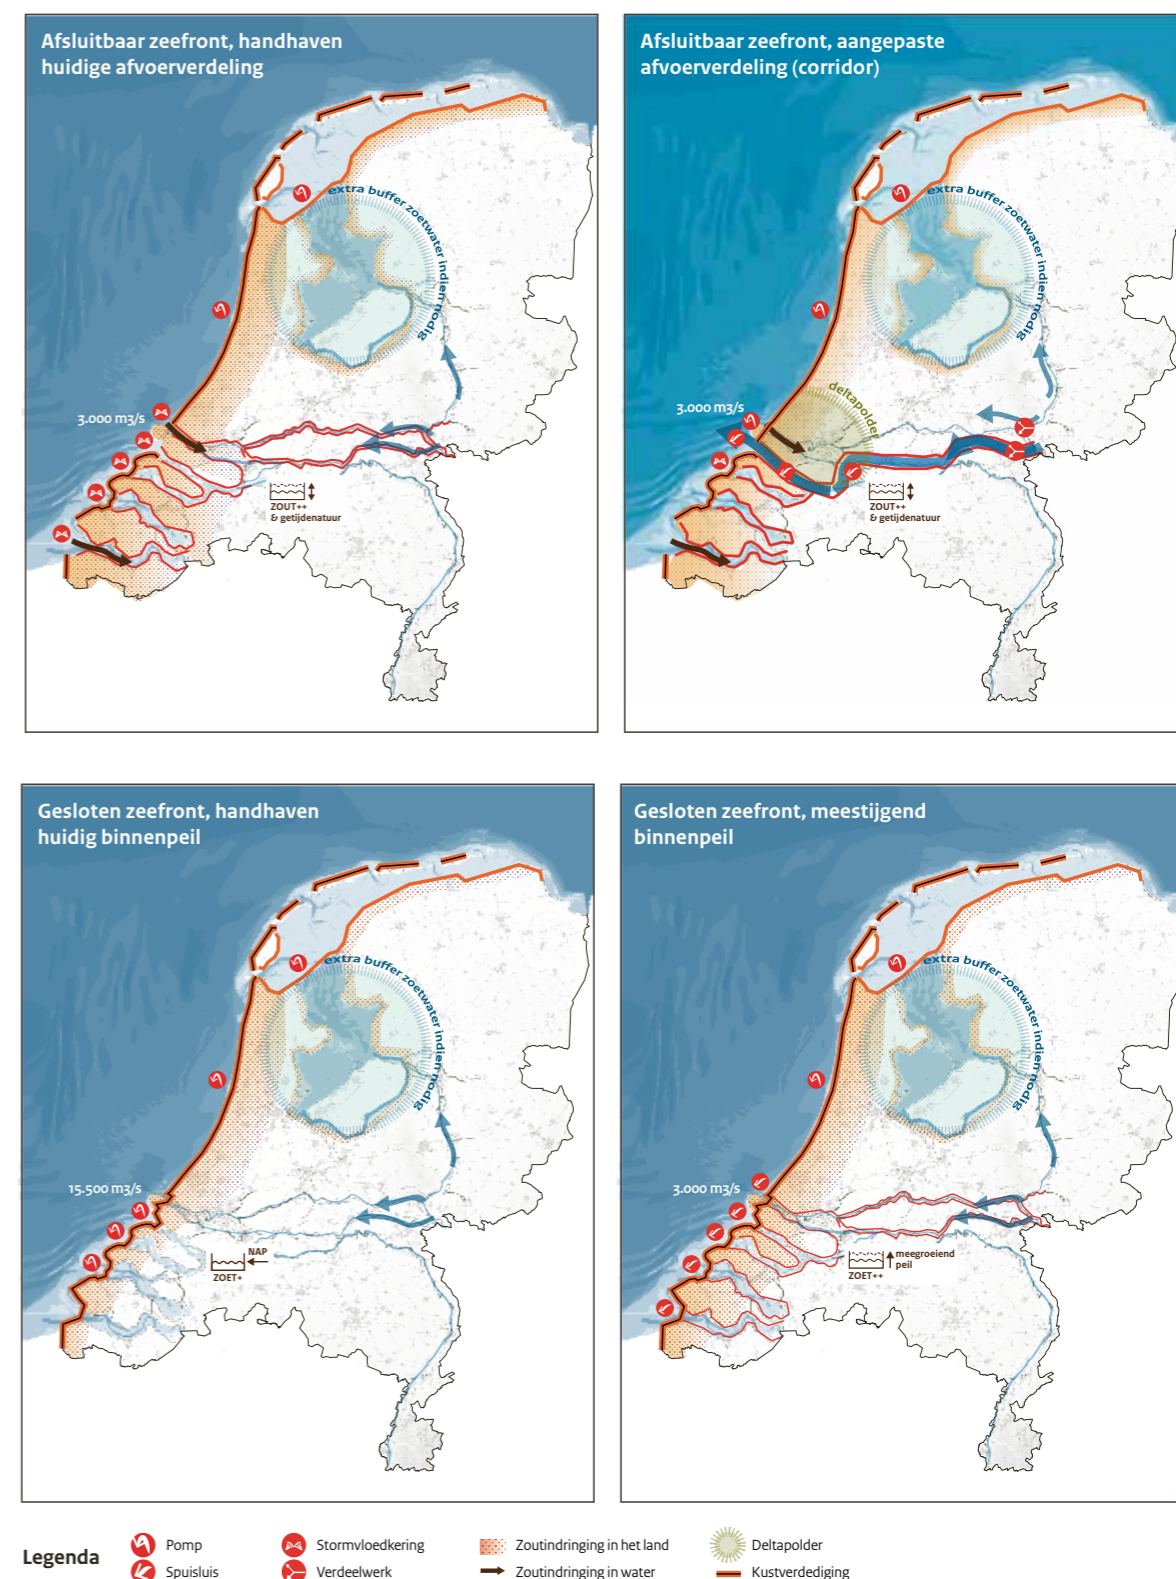 Afsluitbaar zeefront, handhaven
huidige afvoerverdeling
extra buffer zoetwater indien nodig
3.000 m3/s
ZOUT++
& getijdenatuur
Afsluitbaar zeefront, aangepaste
afvoerverdeling (corridor)
extra buffer zoetwater indien nodig
deltapolder
3.000 m3/s
ZOUT++
& getijdenatuur
Gesloten zeefront, handhaven
huidig binnenpeil
extra buffer zoetwater indien nodig
15.500 m3/s
NAP
ZOET+
Gesloten zeefront, meestijgend
binnenpeil
extra buffer zoetwater indien nodig
3.000 m3/s
meegroeiend
peil
ZOET++
Legenda
Pomp
Stormvloedkering
Zoutindringing in het land
Deltapolder
Spuisluis
Verdeelwerk
Zoutindringing in water
Kustverdediging